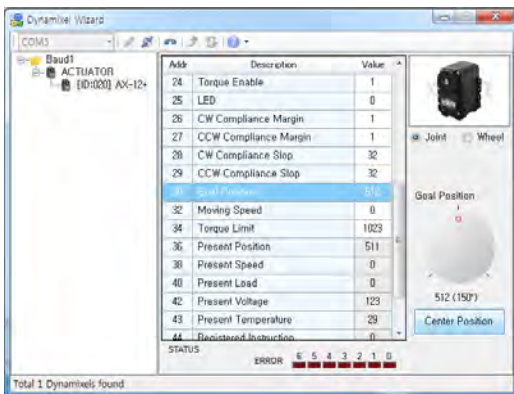 Dynamixel Wizard
COM3
Baud1
ACTUATOR
[ID:020] AX-12+
Addr Description Value
24 Torque Enable 1
25 LED 0
26 CW Compliance Margin 1
27 CCW Compliance Margin 1
28 CW Compliance Slop 32
29 CCW Compliance Slop 32
30 Goal Position 512
32 Moving Speed 0
34 Torque Limit 1023
36 Present Position 511
38 Present Speed 0
40 Present Load 0
42 Present Voltage 123
43 Present Temperature 29
44 Registered Instruction 0
Joint Wheel
Goal Position
512 (150°)
Center Position
STATUS
ERROR 6 5 4 3 2 1 0
Total 1 Dynamixels found